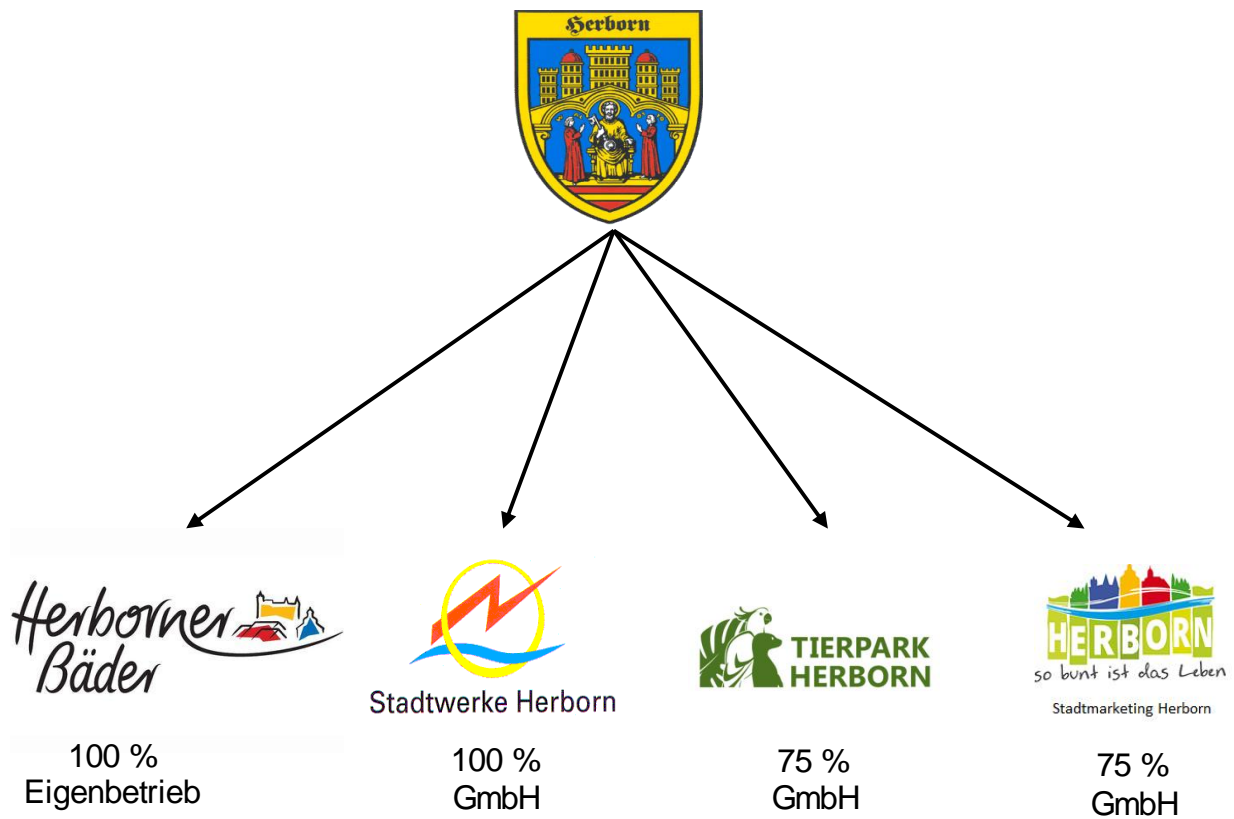 Herborn
Herborner
Bäder
100 %
Eigenbetrieb
Stadtwerke Herborn
100 %
GmbH
TIERPARK
HERBORN
75 %
GmbH
HERBORN
so bunt ist das Leben
Stadtmarketing Herborn
75 %
GmbH